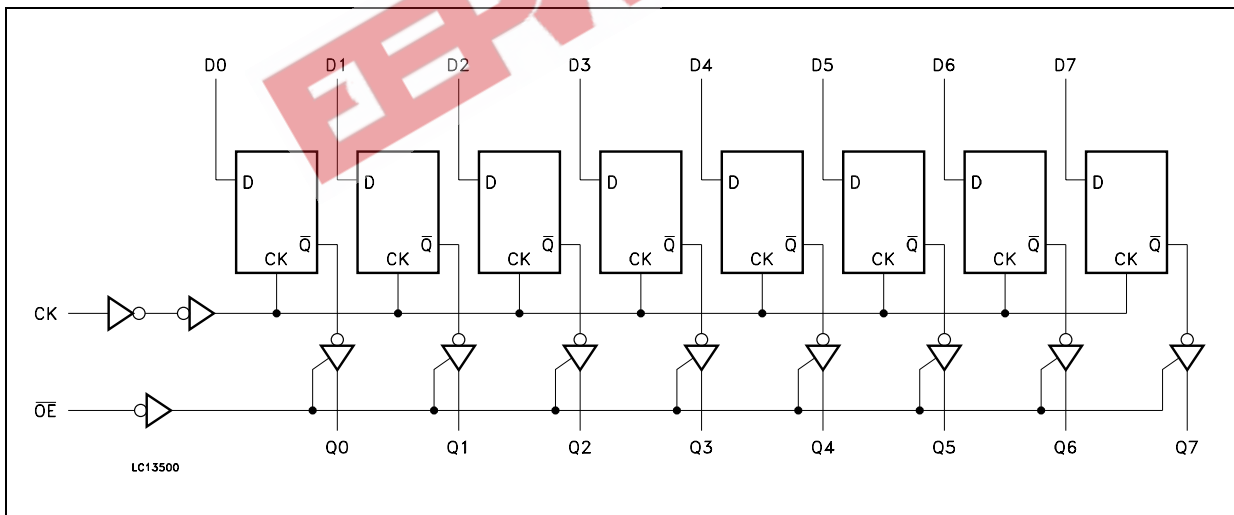 D0 D1 D2 D3 D4 D5 D6 D7
D D D D D D D D
Q̅ Q̅ Q̅ Q̅ Q̅ Q̅ Q̅ Q̅
CK CK CK CK CK CK CK CK
CK
O̅E̅
Q0 Q1 Q2 Q3 Q4 Q5 Q6 Q7
LC13500